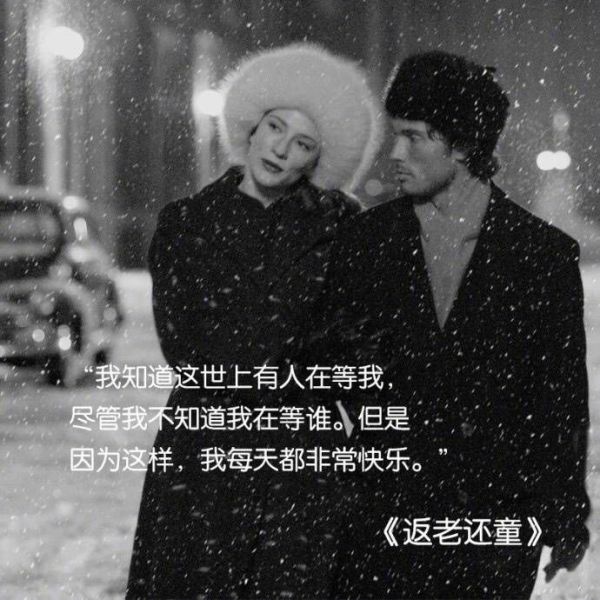 “我知道这世上有人在等我，
尽管我不知道我在等谁。但是
因为这样，我每天都非常快乐。”
《返老还童》